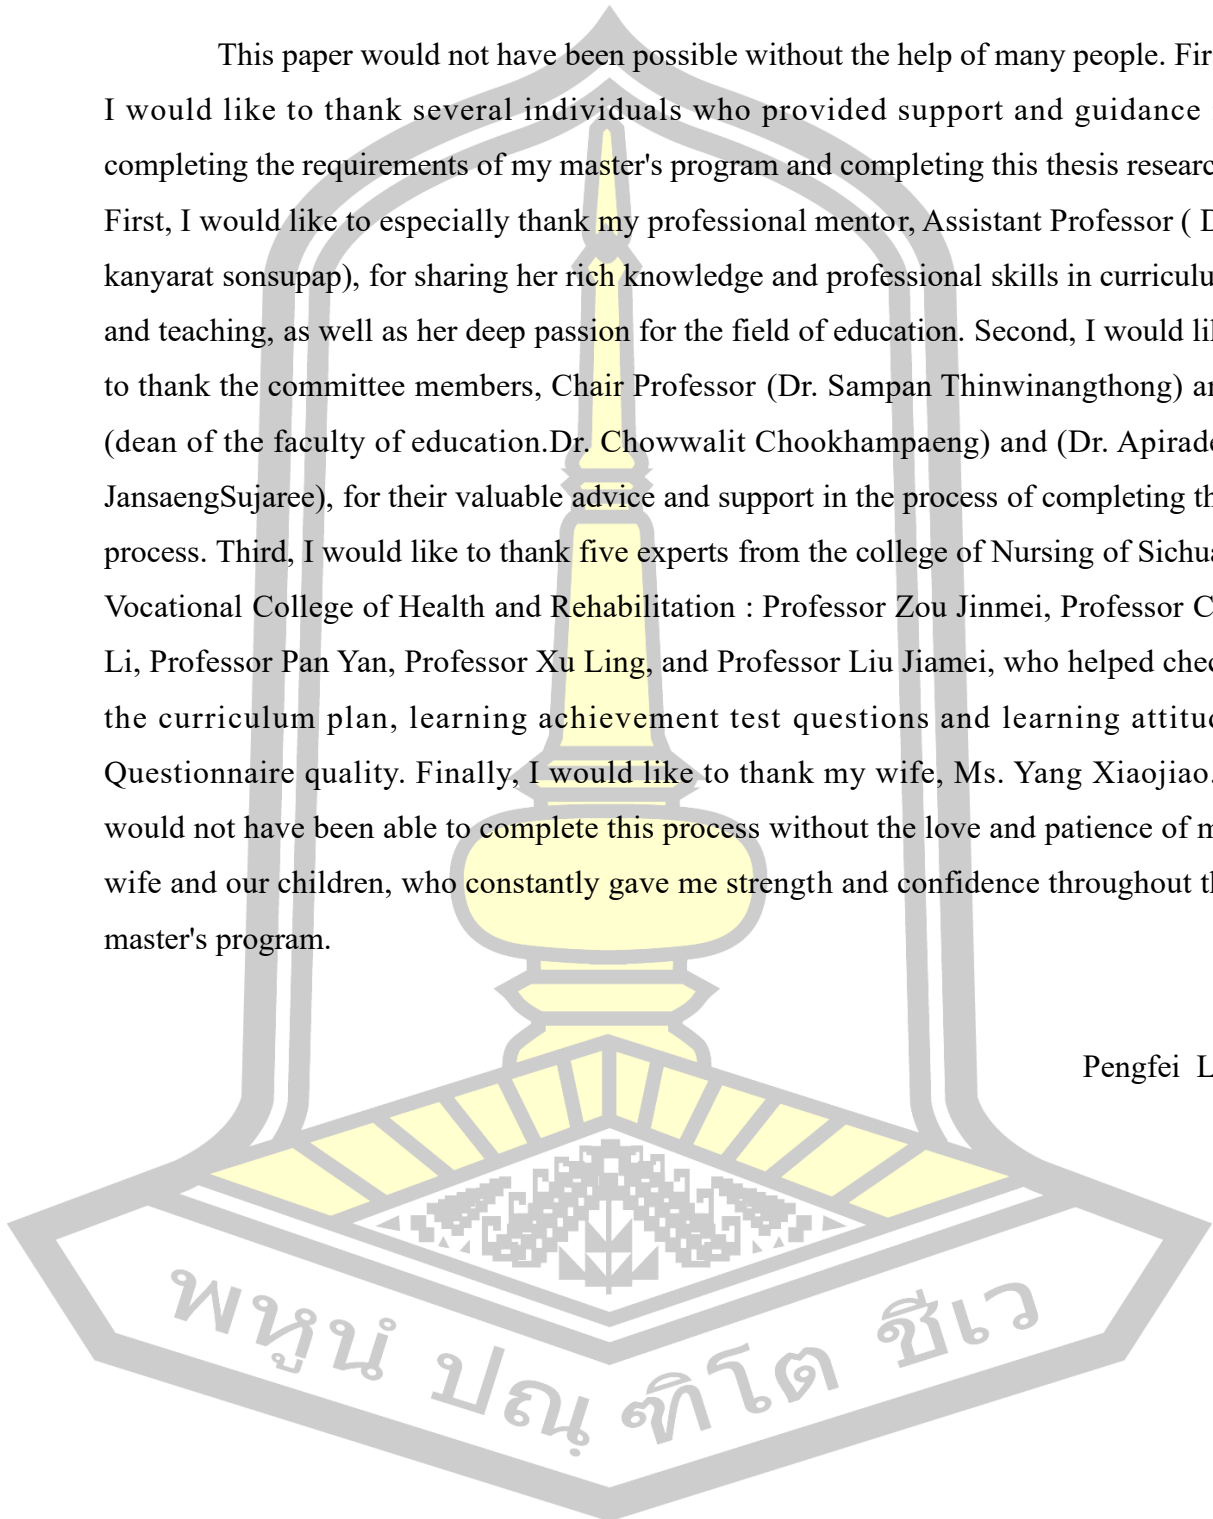 This paper would not have been possible without the help of many people.
I would like to thank several individuals who provided support and guidance
completing the requirements of my master's program and completing this thesis
First, I would like to especially thank my professional mentor, Assistant Professor (
kanyarat sonsupap), for sharing her rich knowledge and professional skills in
and teaching, as well as her deep passion for the field of education. Second, I would
to thank the committee members, Chair Professor (Dr. Sampan Thinwinangthong)
(dean of the faculty of education.Dr. Chowwalit Chookhampaeng) and (Dr.
JansaengSujaree), for their valuable advice and support in the process of completing
process. Third, I would like to thank five experts from the college of Nursing of
Vocational College of Health and Rehabilitation : Professor Zou Jinmei, Professor
Li, Professor Pan Yan, Professor Xu Ling, and Professor Liu Jiamei, who helped
the curriculum plan, learning achievement test questions and learning
Questionnaire quality. Finally, I would like to thank my wife, Ms. Yang Xiaojiao.
would not have been able to complete this process without the love and patience of
wife and our children, who constantly gave me strength and confidence throughout
master's program.
Pengfei
พหูนํ ปณฺฑิโต ชีเว